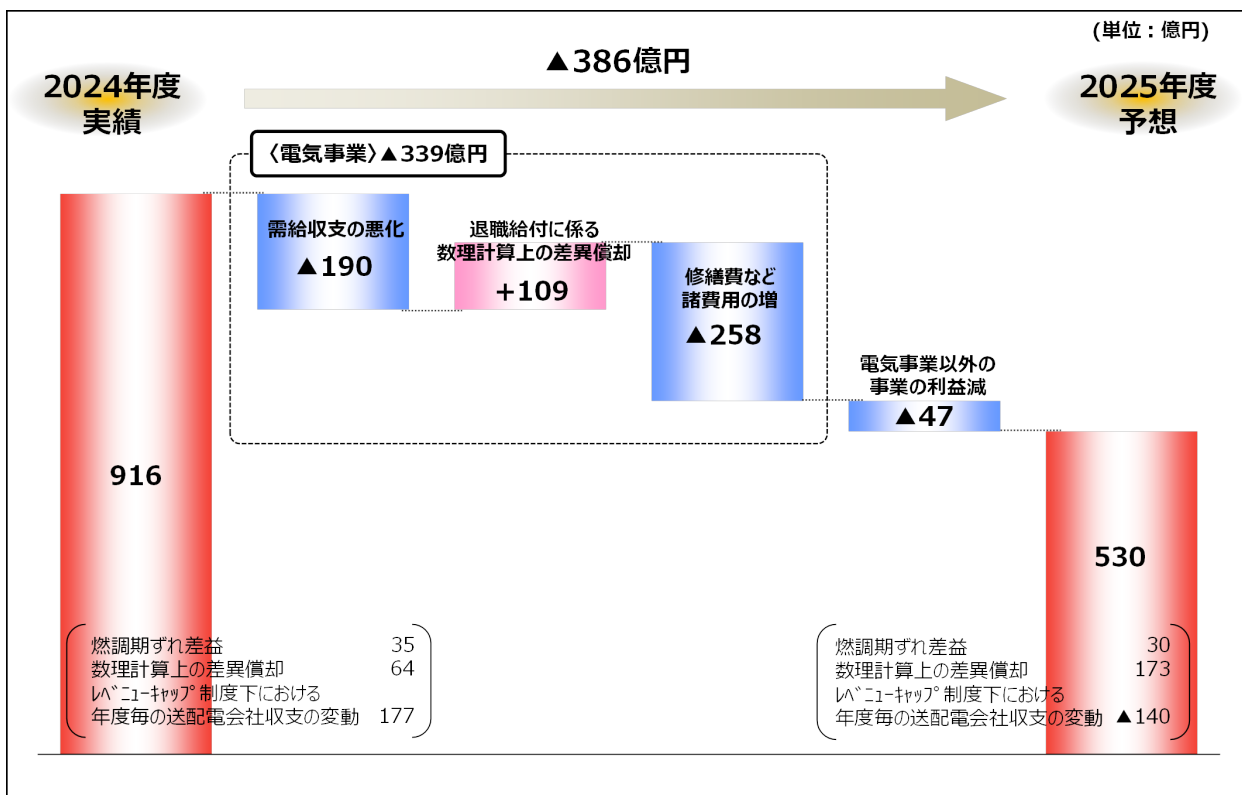 (単位：億円)
▲386億円
2024年度
実績
2025年度
予想
〈電気事業〉▲339億円
需給収支の悪化
▲190
退職給付に係る
数理計算上の差異償却
+109
修繕費など
諸費用の増
▲258
電気事業以外の
事業の利益減
▲47
916
530
燃調期ずれ差益 35
数理計算上の差異償却 64
ﾚﾍﾞﾆｭｰｷｬｯﾌﾟ制度下における
年度毎の送配電会社収支の変動 177
燃調期ずれ差益 30
数理計算上の差異償却 173
ﾚﾍﾞﾆｭｰｷｬｯﾌﾟ制度下における
年度毎の送配電会社収支の変動 ▲140